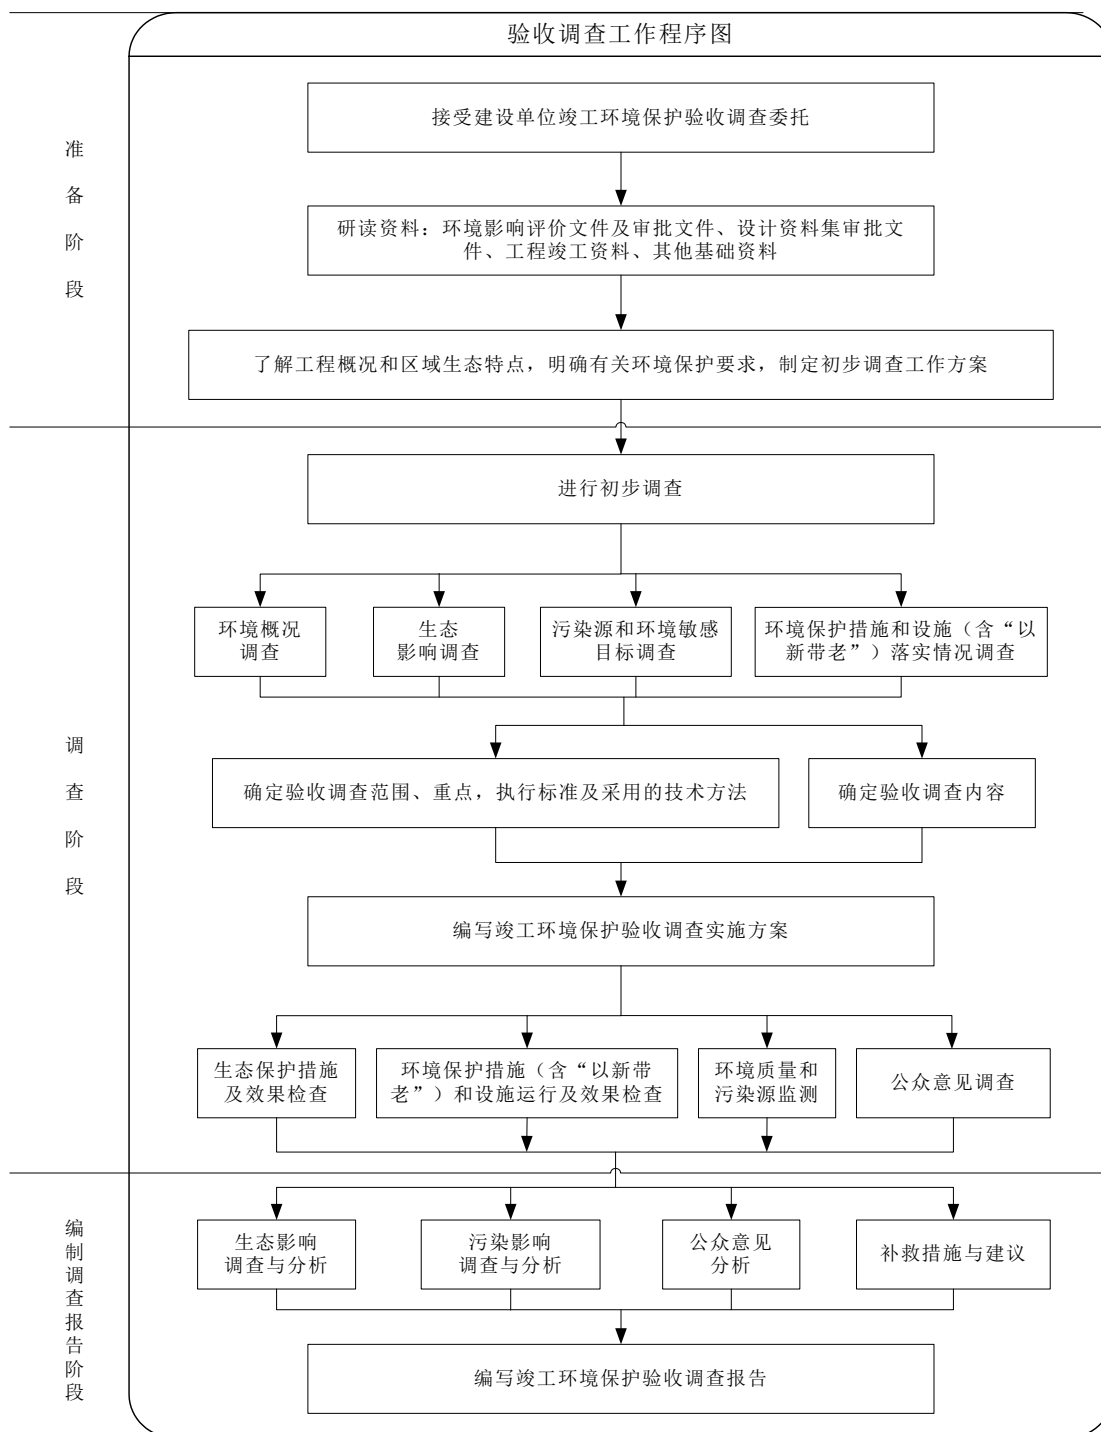 验收调查工作程序图
准备阶段
接受建设单位竣工环境保护验收调查委托
研读资料：环境影响评价文件及审批文件、设计资料集审批文
件、工程竣工资料、其他基础资料
了解工程概况和区域生态特点，明确有关环境保护要求，制定初步调查工作方案
调查阶段
进行初步调查
环境概况
调查
生态
影响调查
污染源和环境敏感
目标调查
环境保护措施和设施（含“以
新带老”）落实情况调查
确定验收调查范围、重点，执行标准及采用的技术方法
确定验收调查内容
编写竣工环境保护验收调查实施方案
生态保护措施
及效果检查
环境保护措施（含“以新带
老”）和设施运行及效果检查
环境质量和
污染源监测
公众意见调查
编制调查报告阶段
生态影响
调查与分析
污染影响
调查与分析
公众意见
分析
补救措施与建议
编写竣工环境保护验收调查报告